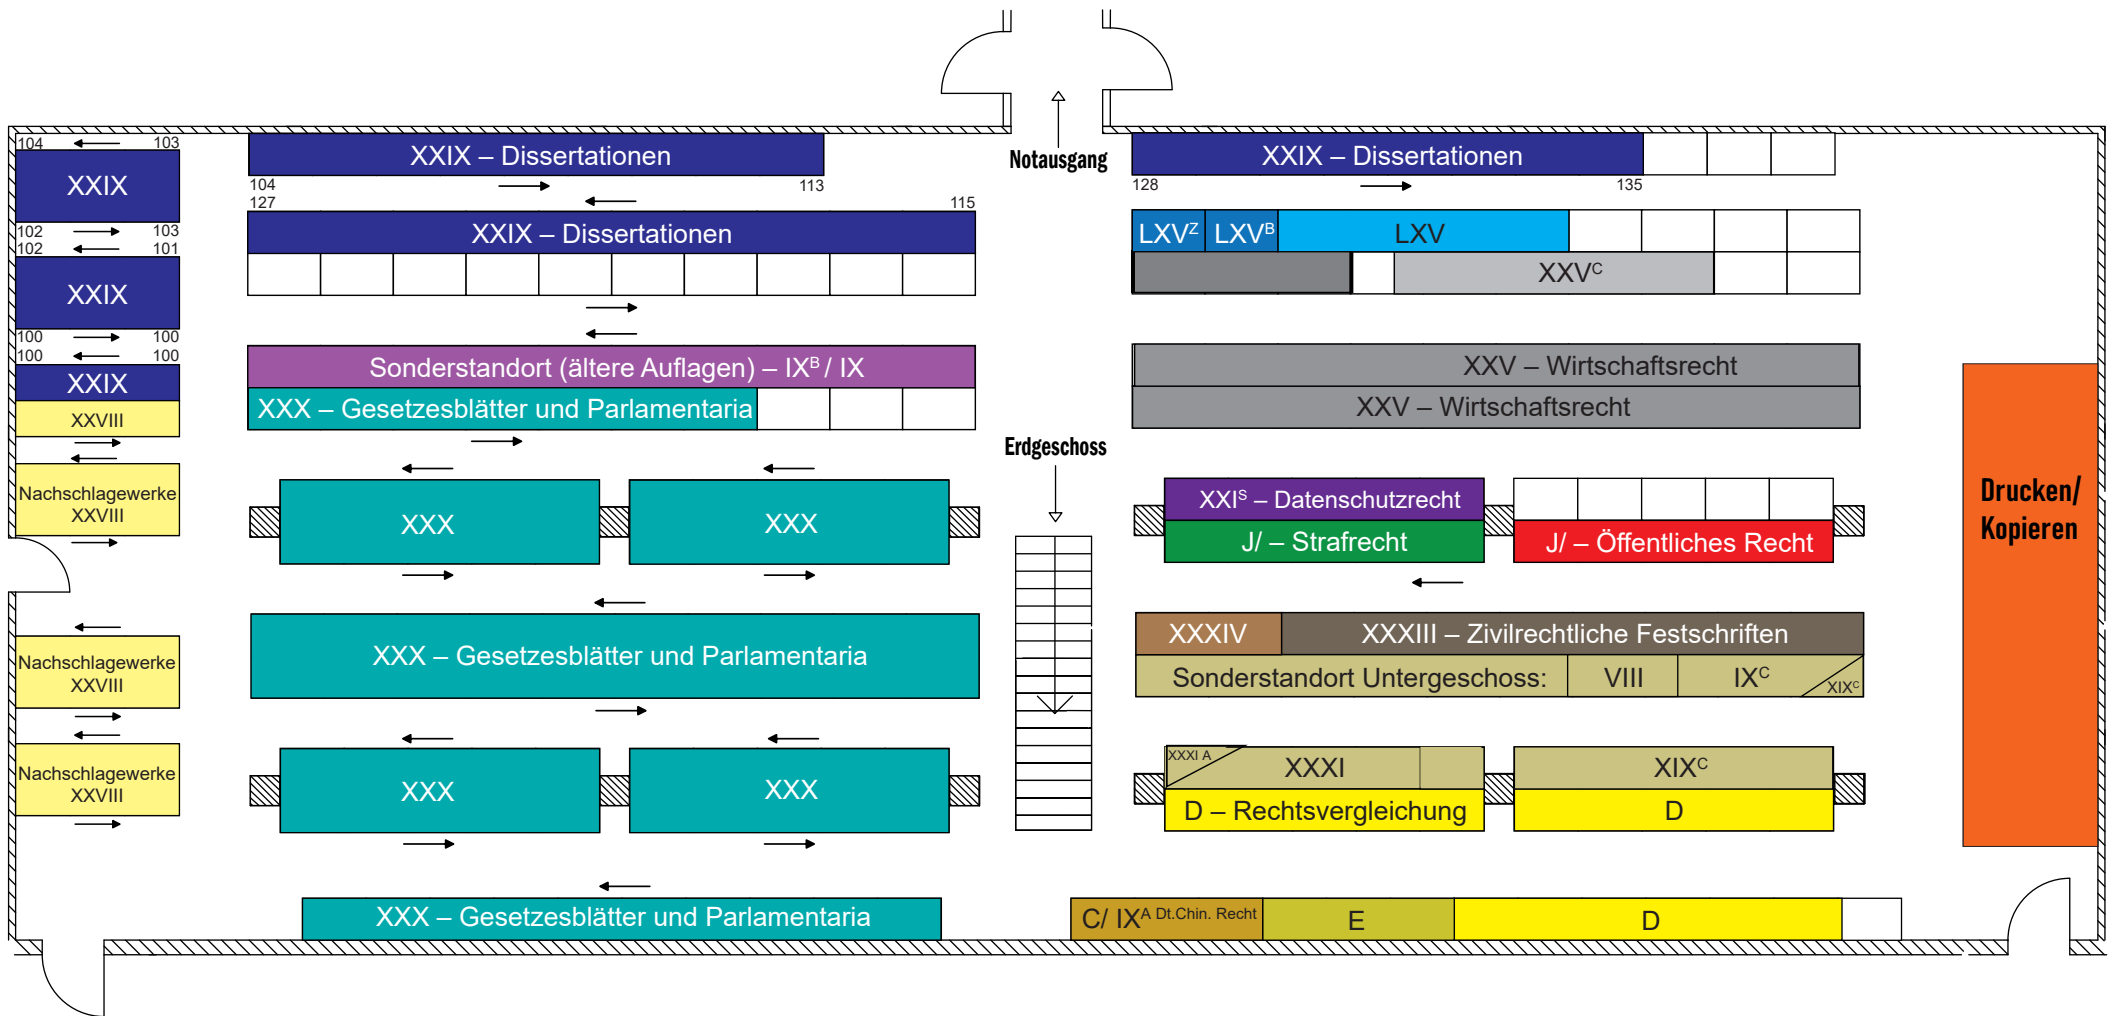 Notausgang
104 103
XXIX
102 103
102 101
XXIX
100 100
100 100
XXIX
XXVIII
Nachschlagewerke
XXVIII
Nachschlagewerke
XXVIII
Nachschlagewerke
XXVIII
XXIX – Dissertationen
104 113
127 115
XXIX – Dissertationen
Sonderstandort (ältere Auflagen) – IXᴮ / IX
XXX – Gesetzesblätter und Parlamentaria
XXX XXX
XXX – Gesetzesblätter und Parlamentaria
XXX XXX
XXX – Gesetzesblätter und Parlamentaria
Erdgeschoss
XXIX – Dissertationen
128 135
LXVᶻ LXVᴮ LXV
XXVᶜ
XXV – Wirtschaftsrecht
XXV – Wirtschaftsrecht
XXIˢ – Datenschutzrecht
J/ – Strafrecht J/ – Öffentliches Recht
XXXIV XXXIII – Zivilrechtliche Festschriften
Sonderstandort Untergeschoss: VIII IXᶜ XIXᶜ
XXXI A XXXI XIXᶜ
D – Rechtsvergleichung D
C/ IXᴬ Dt.Chin. Recht E D
Drucken/
Kopieren